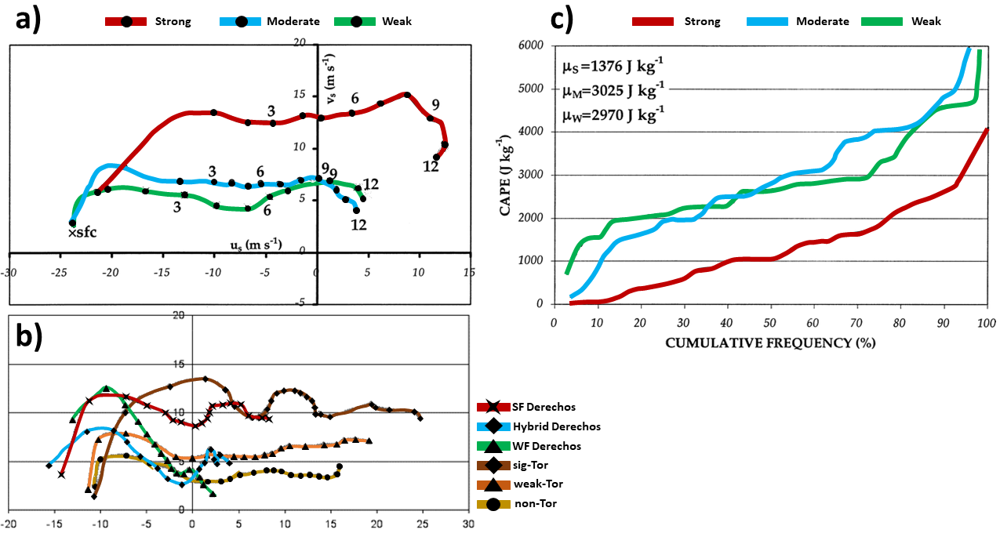 a)
Strong Moderate Weak
20
v_s (m s⁻¹)
15
3 6 9
10
12
9 9
3 6
12
5
3 6
12
×sfc
u_s (m s⁻¹)
0
-30 -25 -20 -15 -10 -5 0 5 10 15
-5
b)
20
15
10
5
0
-20 -15 -10 -5 0 5 10 15 20 25 30
SF Derechos
Hybrid Derechos
WF Derechos
sig-Tor
weak-Tor
non-Tor
c)
Strong Moderate Weak
μS=1376 J kg⁻¹
μM=3025 J kg⁻¹
μW=2970 J kg⁻¹
CAPE (J kg⁻¹)
6000
5000
4000
3000
2000
1000
0
0 10 20 30 40 50 60 70 80 90 100
CUMULATIVE FREQUENCY (%)